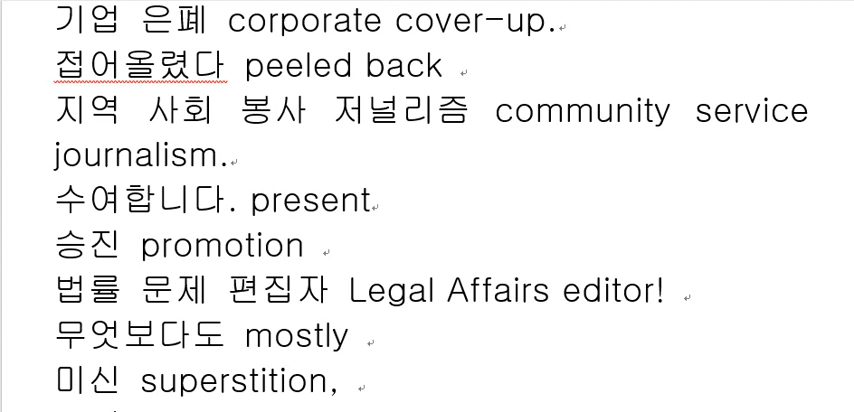 기업 은폐 corporate cover-up.
접어올렸다 peeled back
지역 사회 봉사 저널리즘 community service
journalism.
수여합니다. present
승진 promotion
법률 문제 편집자 Legal Affairs editor!
무엇보다도 mostly
미신 superstition,